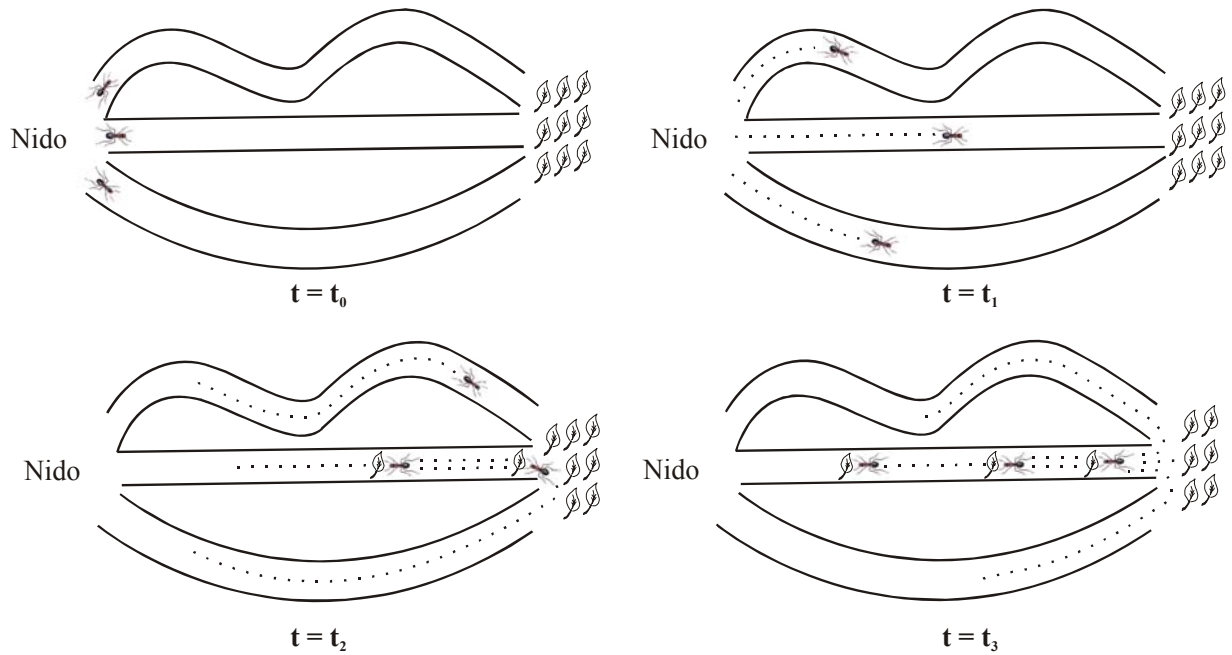 Nido
t = t₀
Nido
t = t₁
Nido
t = t₂
Nido
t = t₃